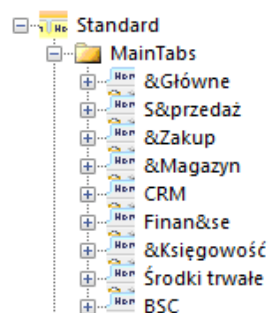 Standard
MainTabs
&Główne
S&przedaż
&Zakup
&Magazyn
CRM
Finan&se
&Księgowość
Środki trwałe
BSC